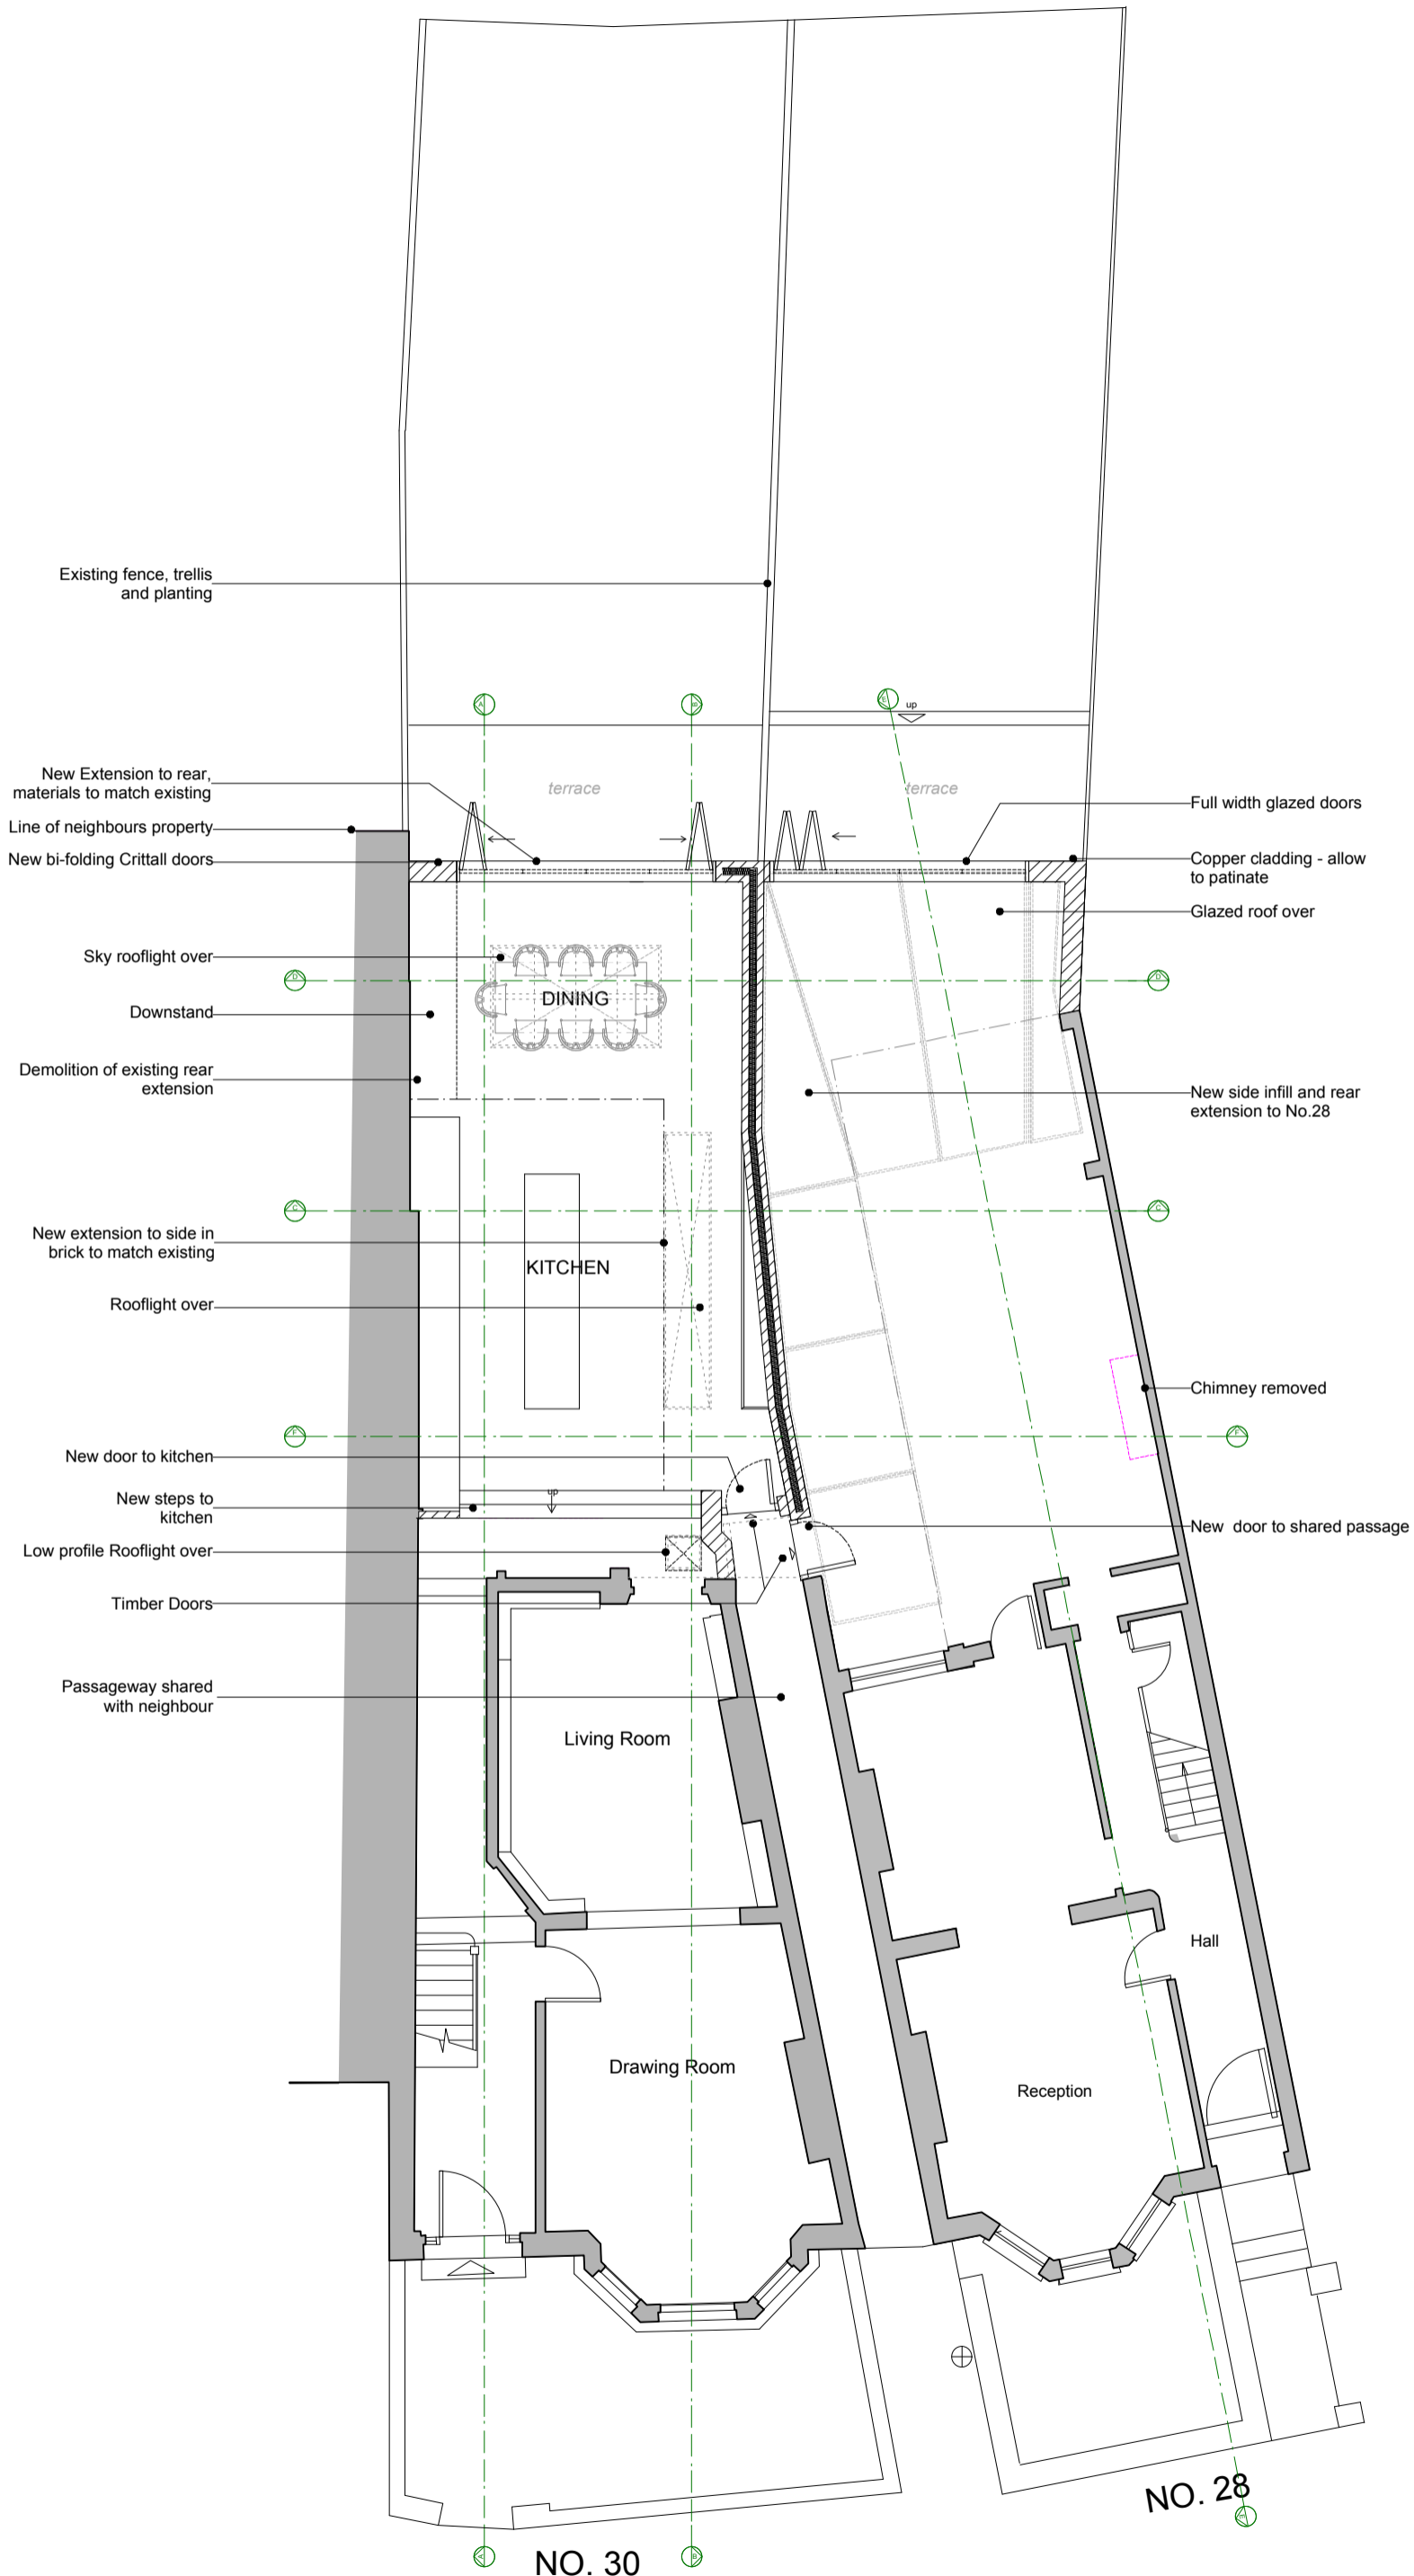 Existing fence, trellis
and planting
up
New Extension to rear,
materials to match existing
terrace
terrace
Full width glazed doors
Line of neighbours property
New bi-folding Crittall doors
Copper cladding - allow
to patinate
Glazed roof over
Sky rooflight over
DINING
Downstand
Demolition of existing rear
extension
New side infill and rear
extension to No.28
New extension to side in
brick to match existing
KITCHEN
Rooflight over
Chimney removed
New door to kitchen
New steps to
kitchen
up
New door to shared passage
Low profile Rooflight over
Timber Doors
Passageway shared
with neighbour
Living Room
Hall
Drawing Room
Reception
NO. 28
NO. 30
A
B
E
D
D
C
C
F
F
A
B
E